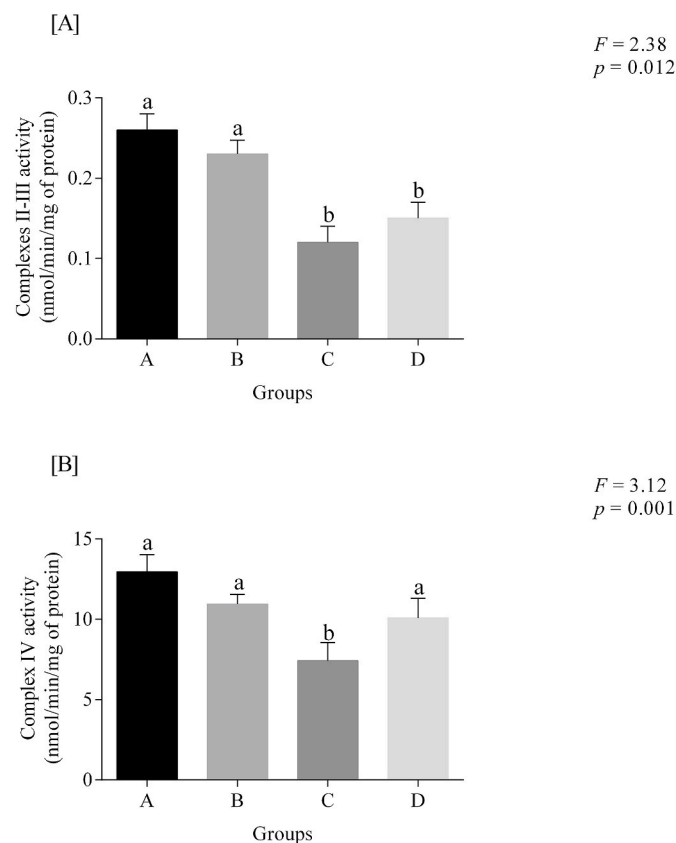 [A]
F = 2.38
p = 0.012
Complexes II-III activity
(nmol/min/mg of protein)
0.3
0.2
0.1
0.0
a
a
b
b
A B C D
Groups
[B]
F = 3.12
p = 0.001
Complex IV activity
(nmol/min/mg of protein)
15
10
5
0
a
a
b
a
A B C D
Groups